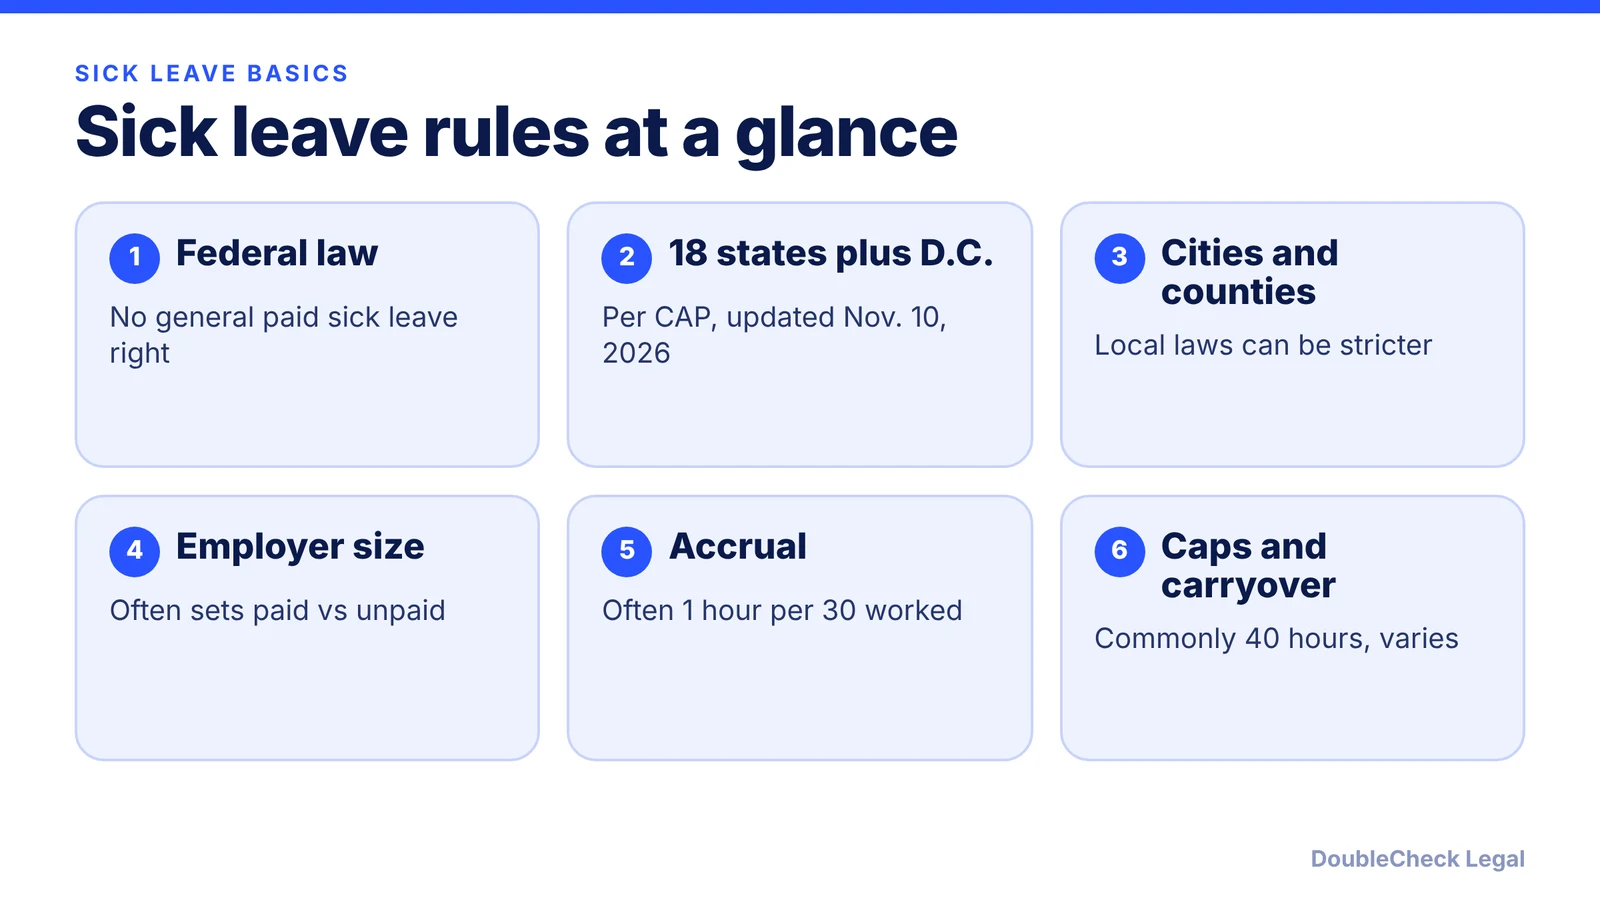 SICK LEAVE BASICS
Sick leave rules at a glance
1 Federal law
No general paid sick leave
right
2 18 states plus D.C.
Per CAP, updated Nov. 10,
2026
3 Cities and
counties
Local laws can be stricter
4 Employer size
Often sets paid vs unpaid
5 Accrual
Often 1 hour per 30 worked
6 Caps and
carryover
Commonly 40 hours, varies
DoubleCheck Legal